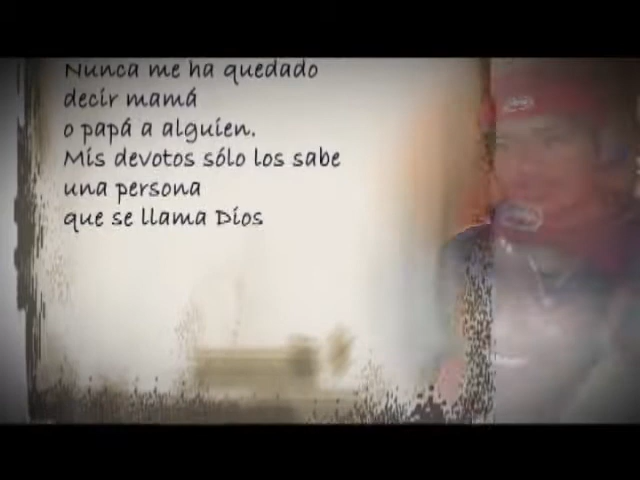 Nunca me ha quedado
decir mamá
o papá a alguien.
Mis devotos sólo los sabe
una persona
que se llama Dios